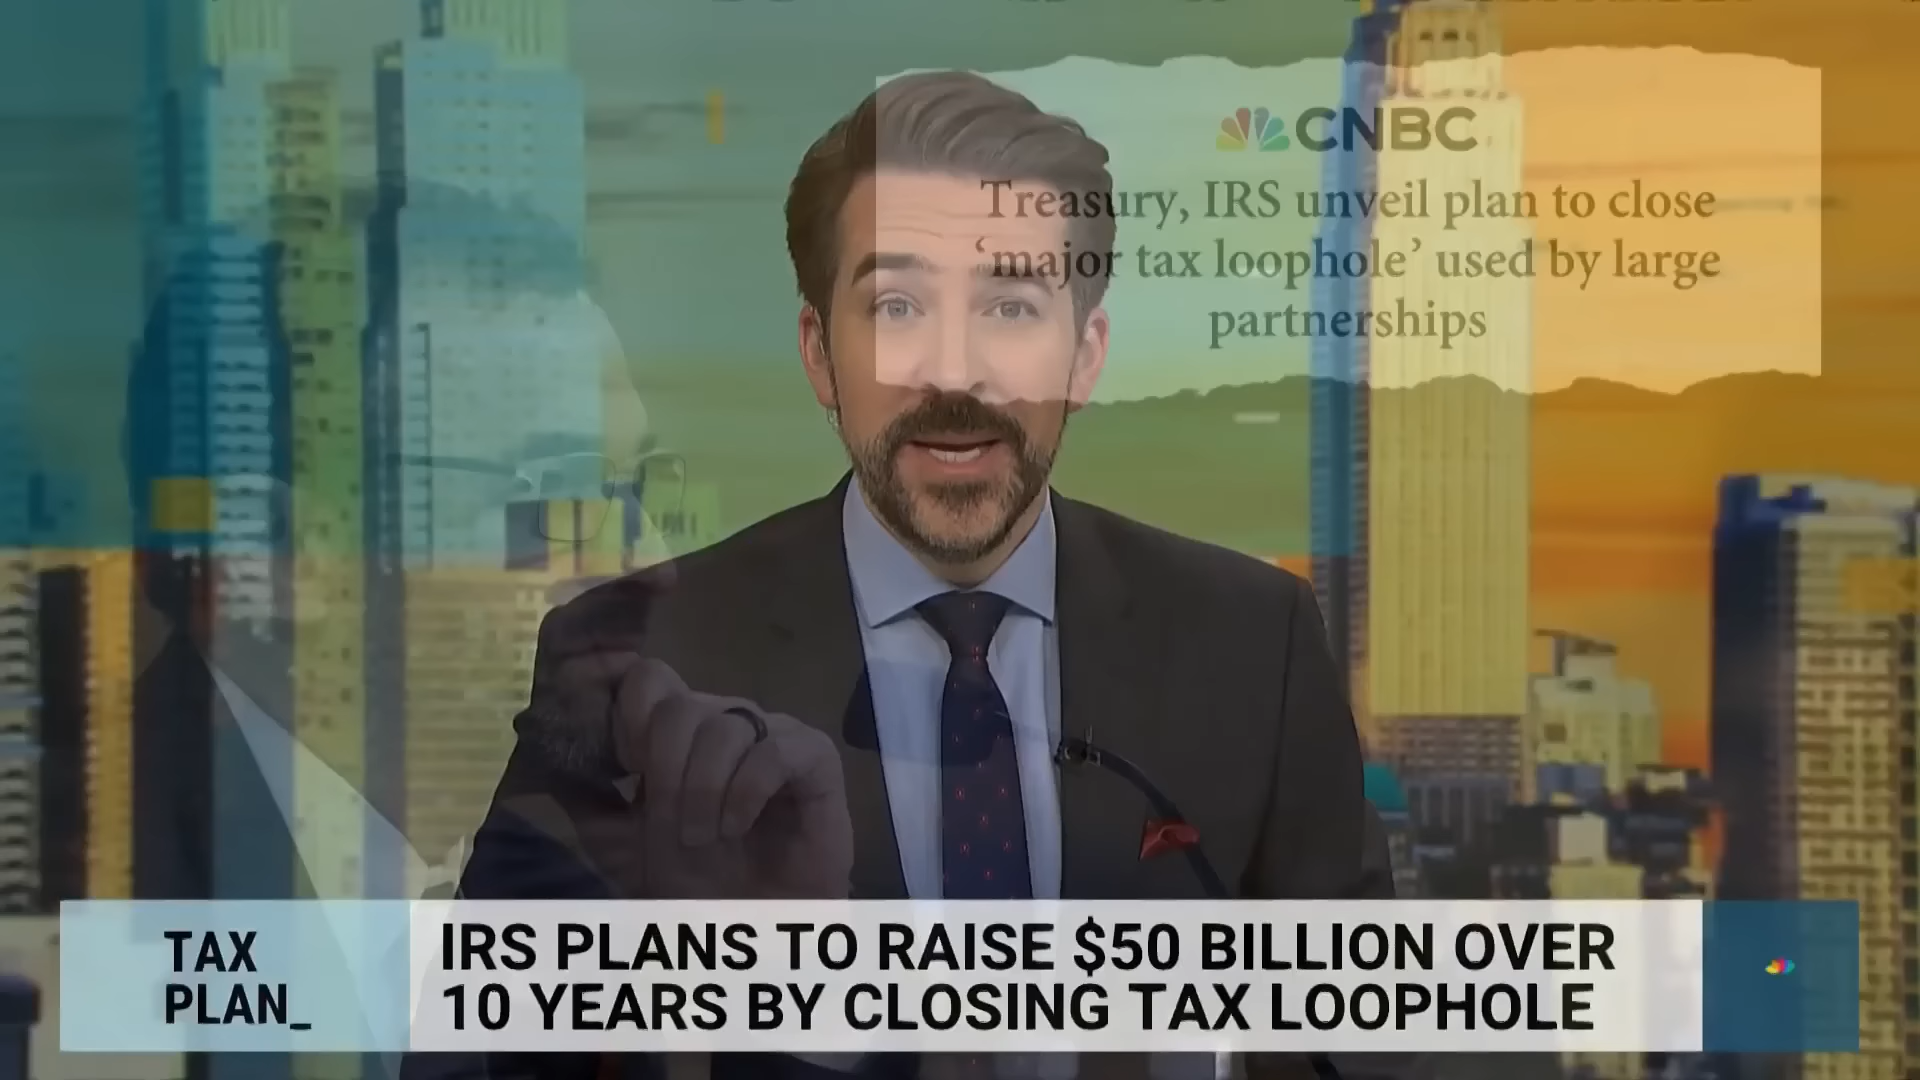 CNBC
Treasury, IRS unveil plan to close
‘major tax loophole’ used by large
partnerships
TAX
PLAN_
IRS PLANS TO RAISE $50 BILLION OVER
10 YEARS BY CLOSING TAX LOOPHOLE